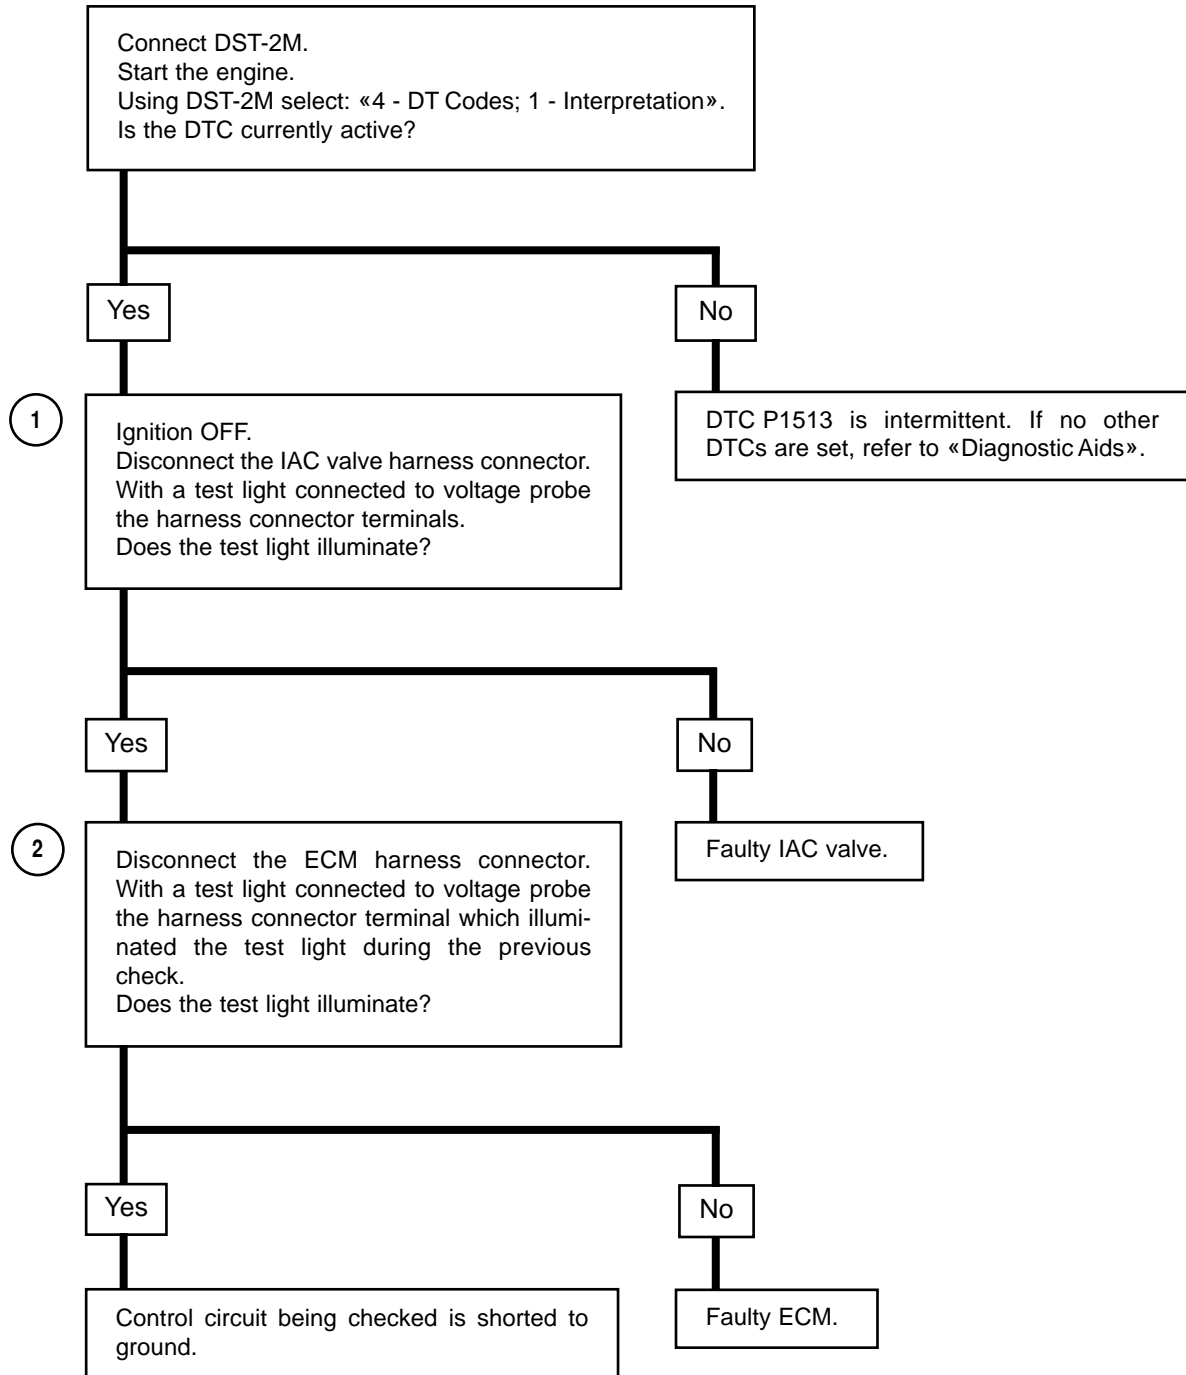 Connect DST-2M.
Start the engine.
Using DST-2M select: «4 - DT Codes; 1 - Interpretation».
Is the DTC currently active?
Yes
No
1
Ignition OFF.
Disconnect the IAC valve harness connector.
With a test light connected to voltage probe
the harness connector terminals.
Does the test light illuminate?
DTC P1513 is intermittent. If no other
DTCs are set, refer to «Diagnostic Aids».
Yes
No
2
Disconnect the ECM harness connector.
With a test light connected to voltage probe
the harness connector terminal which illumi-
nated the test light during the previous
check.
Does the test light illuminate?
Faulty IAC valve.
Yes
No
Control circuit being checked is shorted to
ground.
Faulty ECM.